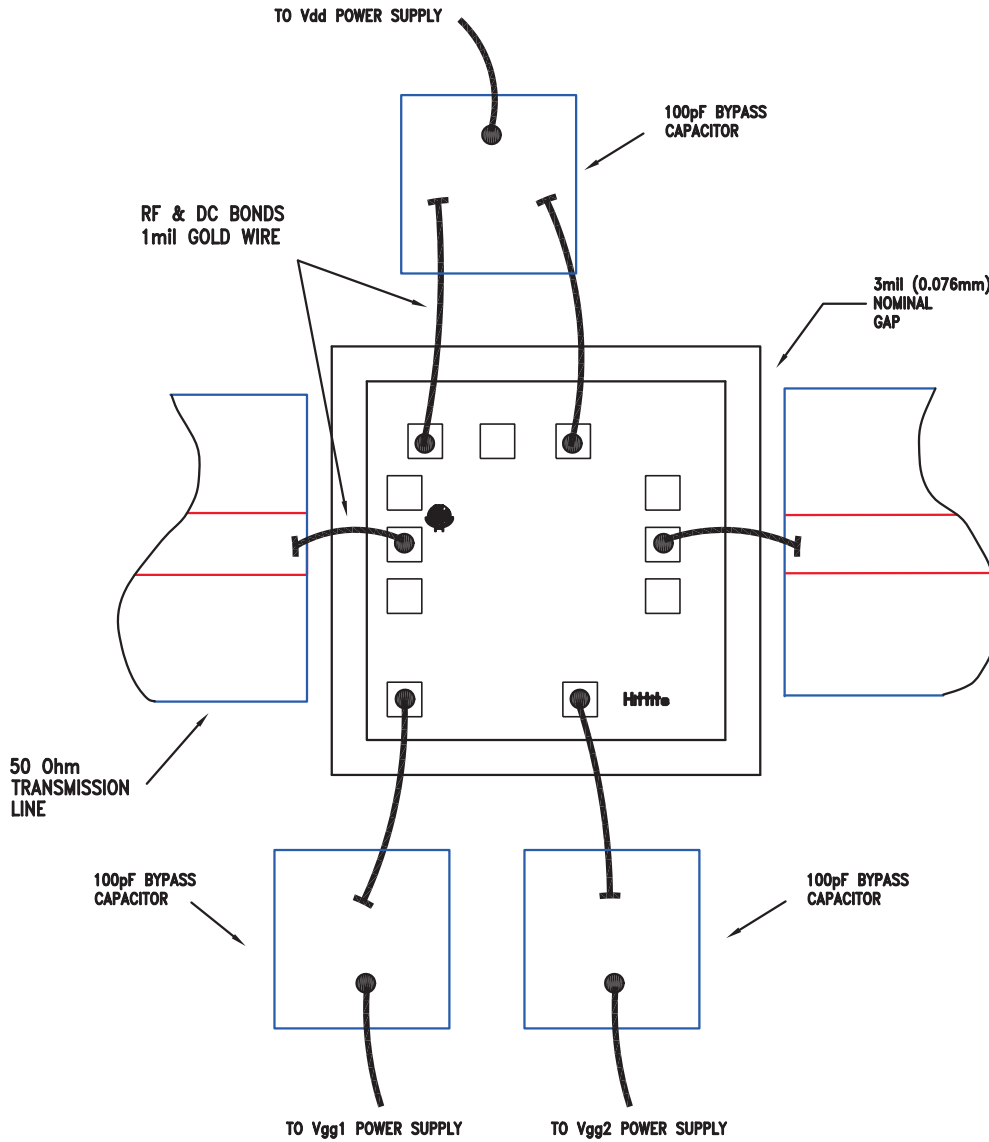 TO Vdd POWER SUPPLY
100pF BYPASS
CAPACITOR
RF & DC BONDS
1mil GOLD WIRE
3mil (0.076mm)
NOMINAL
GAP
Hittite
50 Ohm
TRANSMISSION
LINE
100pF BYPASS
CAPACITOR
100pF BYPASS
CAPACITOR
TO Vgg1 POWER SUPPLY
TO Vgg2 POWER SUPPLY